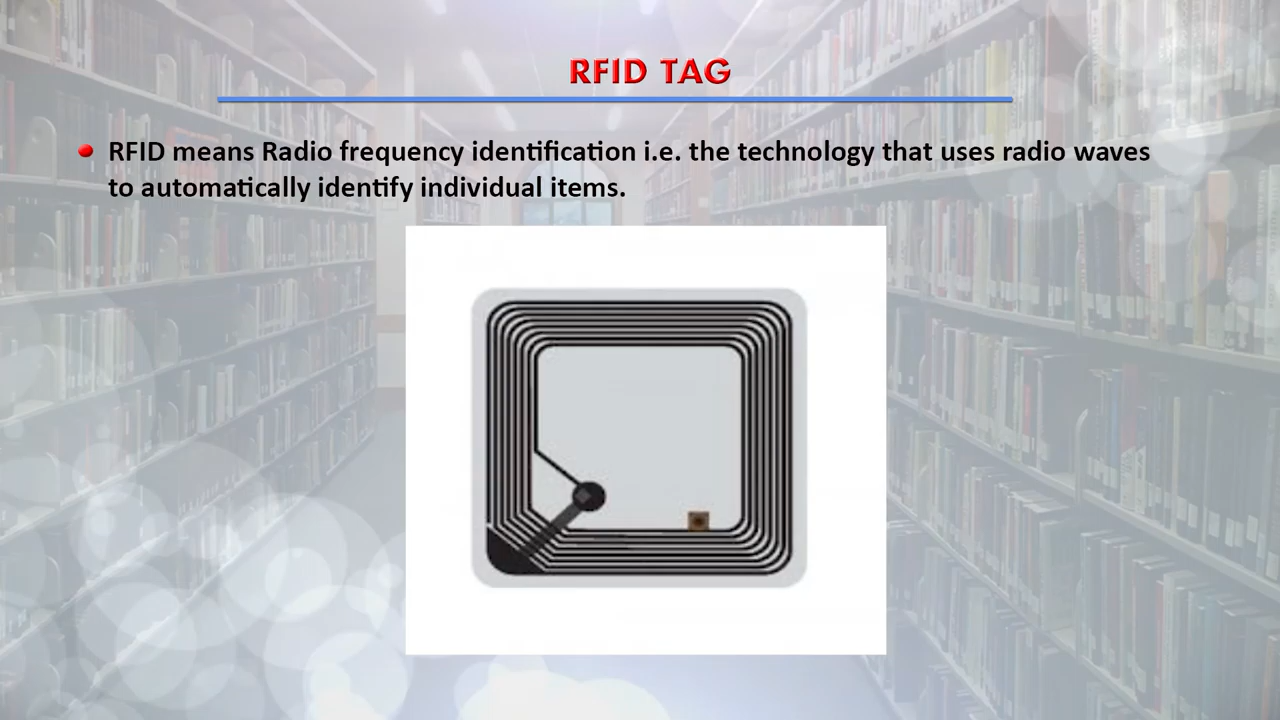 RFID TAG
RFID means Radio frequency identification i.e. the technology that uses radio waves
to automatically identify individual items.